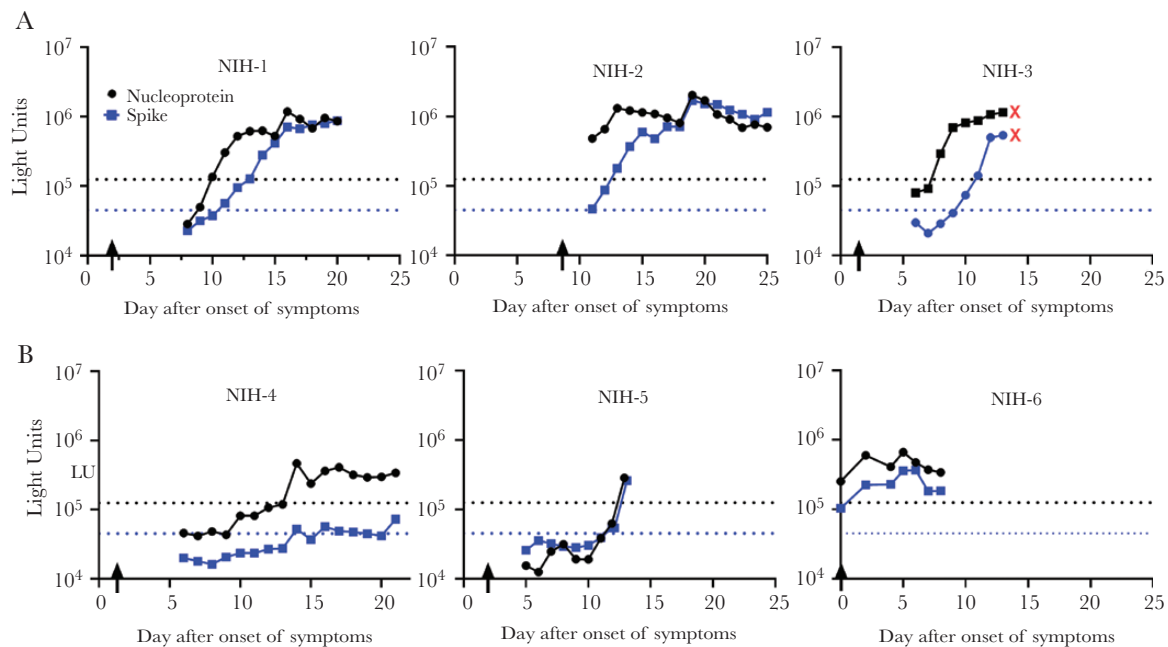 A
NIH-1
NIH-2
NIH-3
Nucleoprotein
Spike
Light Units
10⁷
10⁶
10⁵
10⁴
0 5 10 15 20 25
Day after onset of symptoms
10⁷
10⁶
10⁵
10⁴
0 5 10 15 20 25
Day after onset of symptoms
10⁷
10⁶
10⁵
10⁴
X
X
0 5 10 15 20 25
Day after onset of symptoms
B
NIH-4
NIH-5
NIH-6
Light Units
LU
10⁷
10⁶
10⁵
10⁴
0 5 10 15 20
Day after onset of symptoms
10⁷
10⁶
10⁵
10⁴
0 5 10 15 20 25
Day after onset of symptoms
10⁷
10⁶
10⁵
10⁴
0 5 10 15 20 25
Day after onset of symptoms